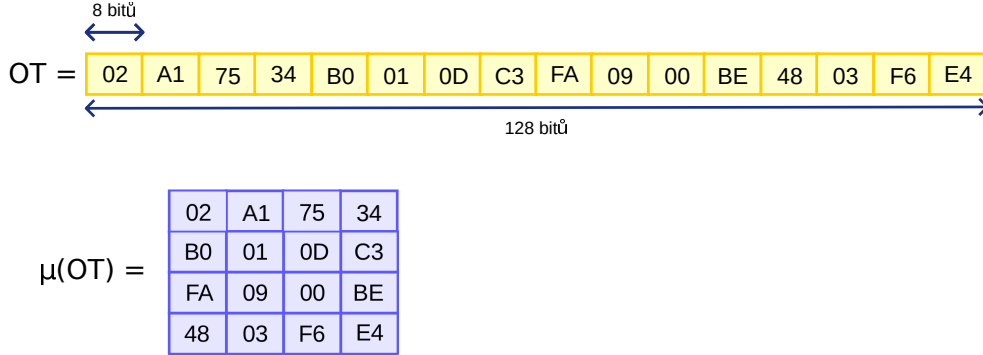 8 bitů
OT = 02 A1 75 34 B0 01 0D C3 FA 09 00 BE 48 03 F6 E4
128 bitů
02 A1 75 34
B0 01 0D C3
μ(OT) =
FA 09 00 BE
48 03 F6 E4